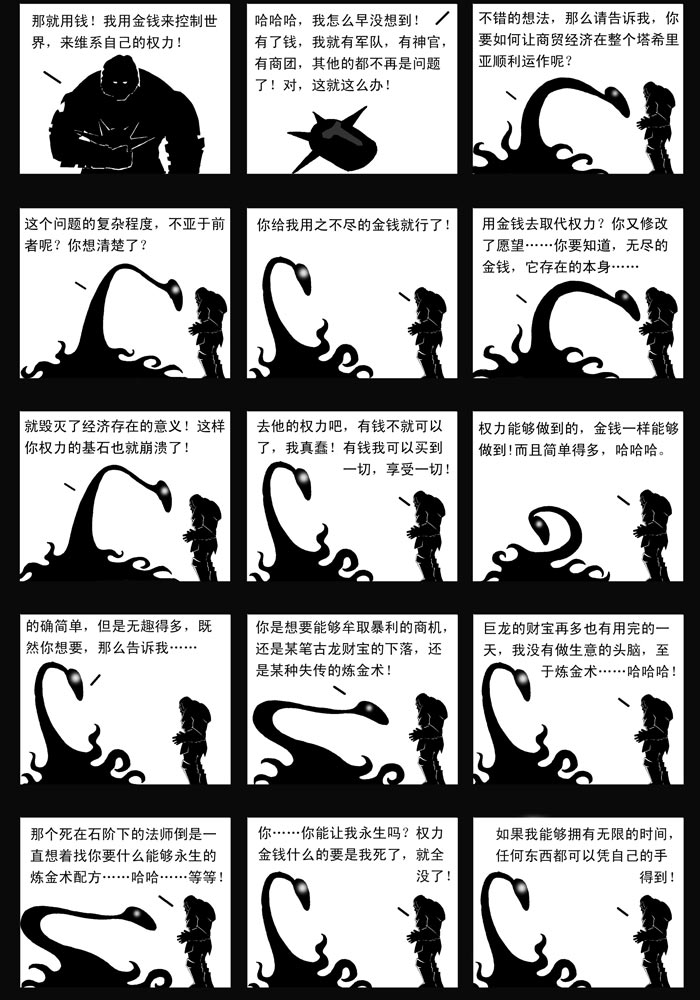 那就用钱！我用金钱来控制世
界，来维系自己的权力！
哈哈哈，我怎么早没想到！
有了钱，我就有军队，有神官，
有商团，其他的都不再是问题
了！对，这就这么办！
不错的想法，那么请告诉我，你
要如何让商贸经济在整个塔希里
亚顺利运作呢？
这个问题的复杂程度，不亚于前
者呢？你想清楚了？
你给我用之不尽的金钱就行了！
用金钱去取代权力？你又修改
了愿望……你要知道，无尽的
金钱，它存在的本身……
就毁灭了经济存在的意义！这样
你权力的基石也就崩溃了！
去他的权力吧，有钱不就可以
了，我真蠢！有钱我可以买到
一切，享受一切！
权力能够做到的，金钱一样能够
做到！而且简单得多，哈哈哈。
的确简单，但是无趣得多，既
然你想要，那么告诉我……
你是想要能够牟取暴利的商机，
还是某笔古龙财宝的下落，还
是某种失传的炼金术！
巨龙的财宝再多也有用完的一
天，我没有做生意的头脑，至
于炼金术……哈哈哈！
那个死在石阶下的法师倒是一
直想着找你要什么能够永生的
炼金术配方……哈哈……等等！
你……你能让我永生吗？权力
金钱什么的要是我死了，就全
没了！
如果我能够拥有无限的时间，
任何东西都可以凭自己的手
得到！